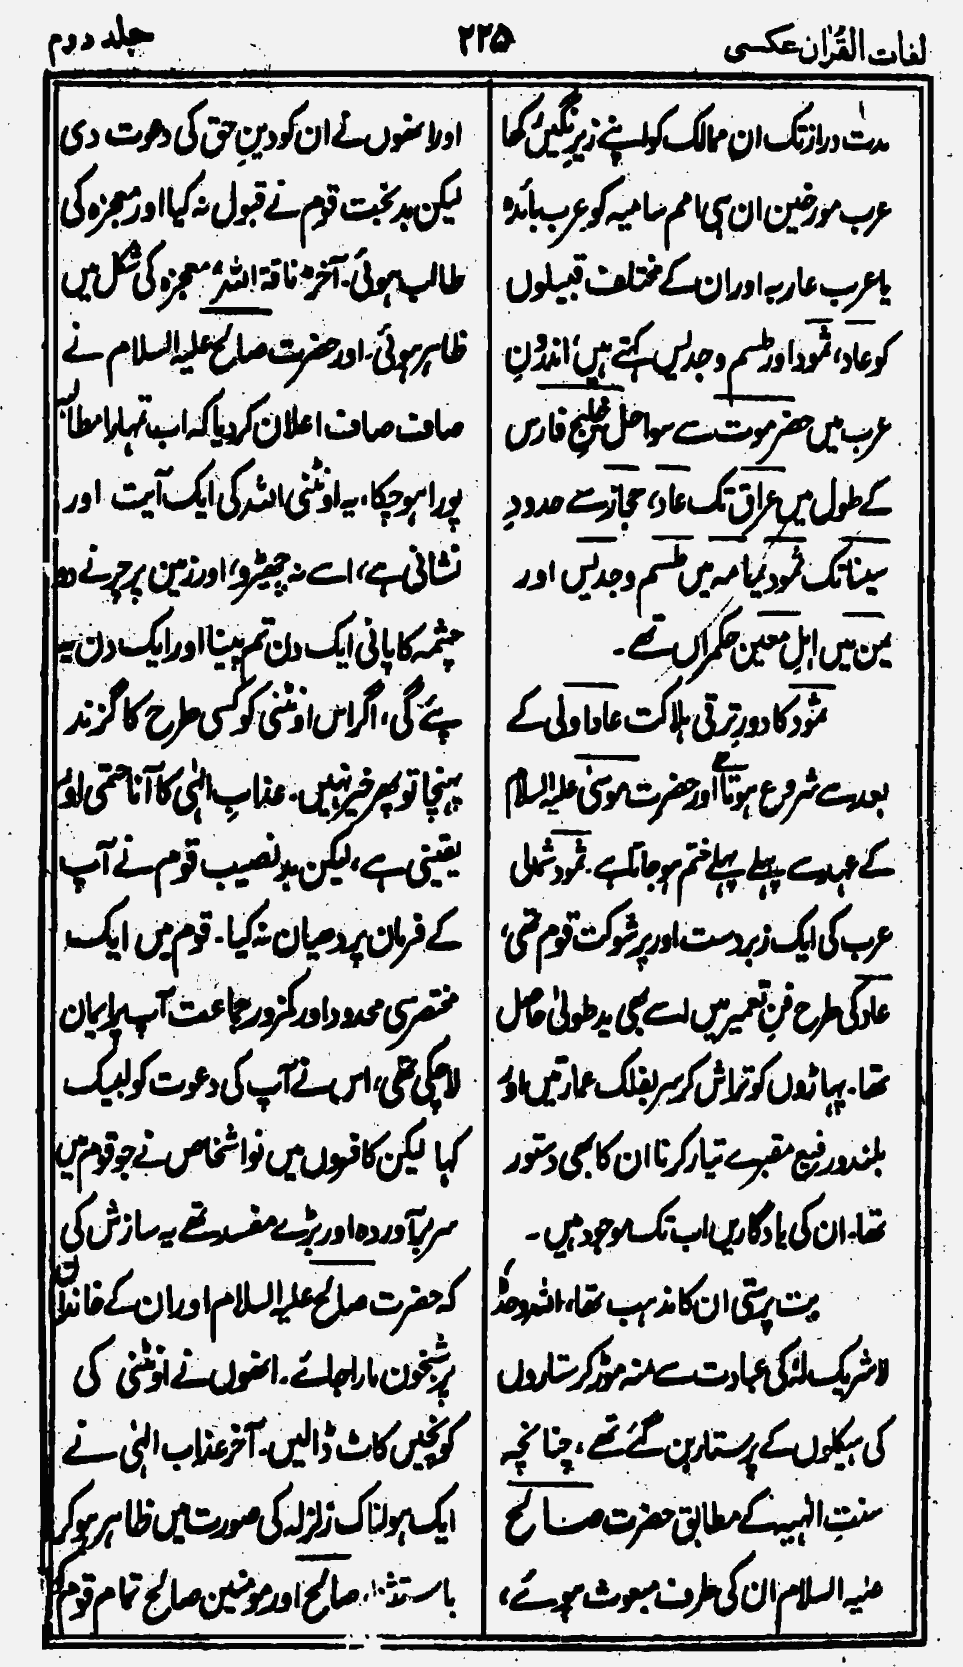 لغات القرآن عکسی
۲۲۵
جلد دوم
مدت دراز تک ان ممالک کو اپنے زیر نگیں رکھا
عرب مورخین ان ہی امم سامیہ کو عرب بائدہ
یا عرب عاربہ اور ان کے مختلف قبیلوں
کو عاد، ثمود اور طسم و جدیس کہتے ہیں، اندرونِ
عرب میں حضرموت سے سواحل خلیج فارس
کے طول میں عراق تک عاد، حجاز سے حدودِ
سینا تک ثمود یمامہ میں طسم و جدیس اور
یمن میں اہلِ معین حکمراں تھے۔
ثمود کا دورِ ترقی ہلاکت عاد اولی کے
بعد سے شروع ہوتا ہے اور حضرت موسیٰ علیہ السلام
کے عہد سے پہلے پہلے ختم ہو جاتا ہے۔ ثمود شمالی
عرب کی ایک زبردست اور پر شوکت قوم تھی،
عاد کی طرح فنِ تعمیر میں اسے بھی یدِ طولیٰ حاصل
تھا۔ پہاڑوں کو تراش کر سر بفلک عمارتیں اور
بلند و رفیع مقبرے تیار کرنا ان کا بھی دستور
تھا۔ ان کی یادگاریں اب تک موجود ہیں۔
بت پرستی ان کا مذہب تھا، اللہ وحدہٗ
لا شریک لہٗ کی عبادت سے منہ موڑ کر ستاروں
کی ہیکلوں کے پرستار بن گئے تھے، چنانچہ
سنتِ الٰہیہ کے مطابق حضرت صالح
علیہ السلام ان کی طرف مبعوث ہوئے،
اور انھوں نے ان کو دینِ حق کی دعوت دی
لیکن بدبخت قوم نے قبول نہ کیا اور معجزہ کی
طالب ہوئی۔ آخر ناقۃ اللہ، معجزہ کی شکل میں
ظاہر ہوئی۔ اور حضرت صالح علیہ السلام نے
صاف صاف اعلان کر دیا کہ اب تمہارا مطالبہ
پورا ہو چکا، یہ اونٹنی اللہ کی ایک آیت اور
نشانی ہے، اسے نہ چھیڑو، اور زمین پر چرنے دو
چشمہ کا پانی ایک دن تم پینا اور ایک دن یہ
پئے گی، اگر اس اونٹنی کو کسی طرح کا گزند
پہنچا تو پھر خیر نہیں۔ عذابِ الٰہی کا آنا حتمی اور
یقینی ہے، لیکن بدنصیب قوم نے آپ
کے فرمان پر دھیان نہ کیا۔ قوم میں ایک
مختصر سی محدود اور کمزور جماعت آپ پر ایمان
لا چکی تھی، اس نے آپ کی دعوت کو لبیک
کہا لیکن کافروں میں نو اشخاص نے جو قوم میں
سربرآوردہ اور بڑے مفسد تھے یہ سازش کی
کہ حضرت صالح علیہ السلام اور ان کے خاندان
پر شبخون مارا جائے۔ انھوں نے اونٹنی کی
کونچیں کاٹ ڈالیں۔ آخر عذاب الٰہی نے
ایک ہولناک زلزلہ کی صورت میں ظاہر ہو کر
باستثناء صالح اور مومنین صالح تمام قوم کو